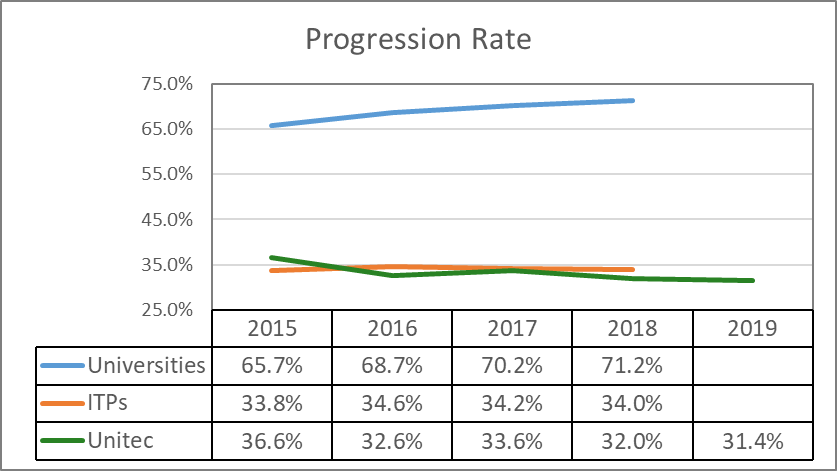 Progression Rate
75.0%
65.0%
55.0%
45.0%
35.0%
25.0%
2015 2016 2017 2018 2019
Universities 65.7% 68.7% 70.2% 71.2%
ITPs 33.8% 34.6% 34.2% 34.0%
Unitec 36.6% 32.6% 33.6% 32.0% 31.4%